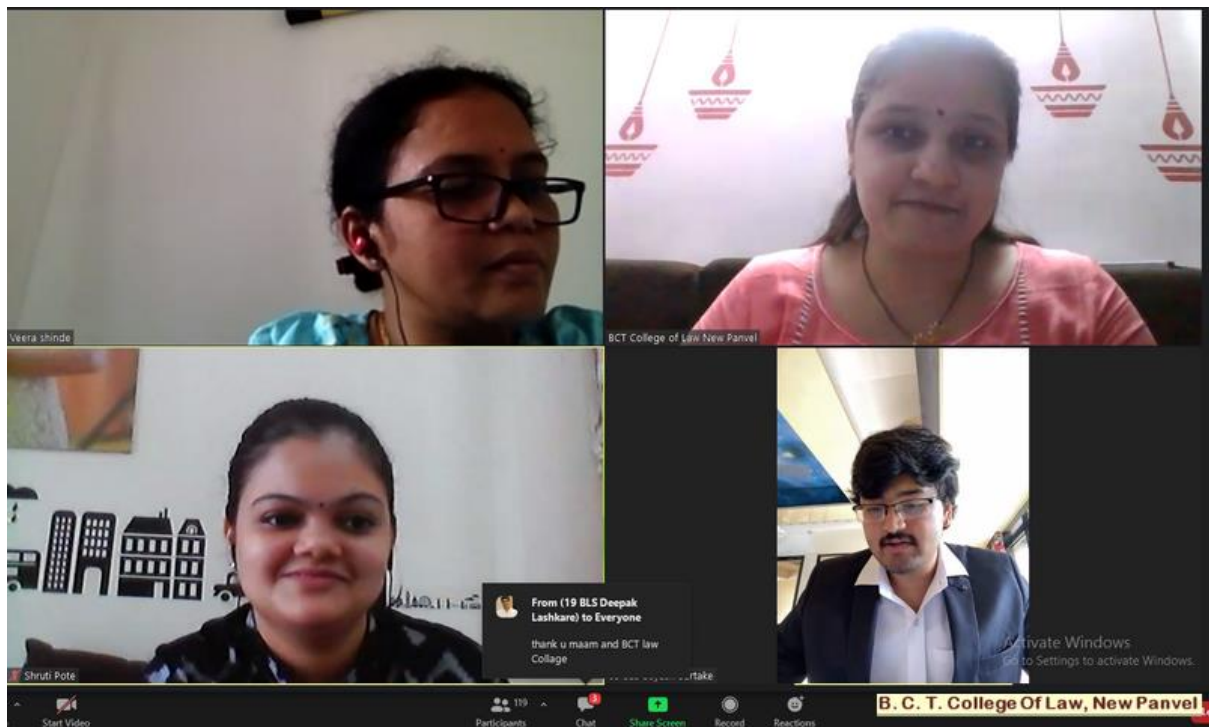 Veera shinde
BCT College of Law New Panvel
From (19 BLS Deepak
Lashkare) to Everyone
thank u maam and BCT law
Collage
Shruti Pote
Activate Windows
Go to Settings to activate Windows.
Start Video
Participants
119
Chat
3
Share Screen
Record
Reactions
B. C. T. College Of Law, New Panvel